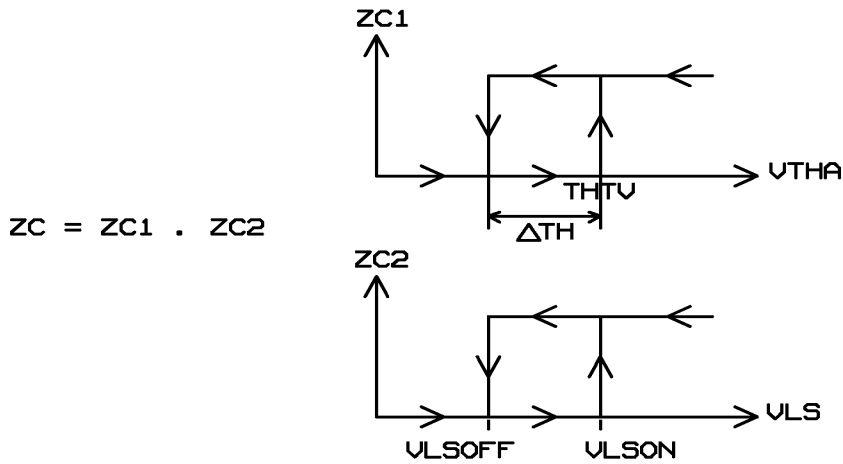 ZC1
VTHA
THTV
ΔTH
ZC = ZC1 . ZC2
ZC2
VLS
VLSOFF VLSON